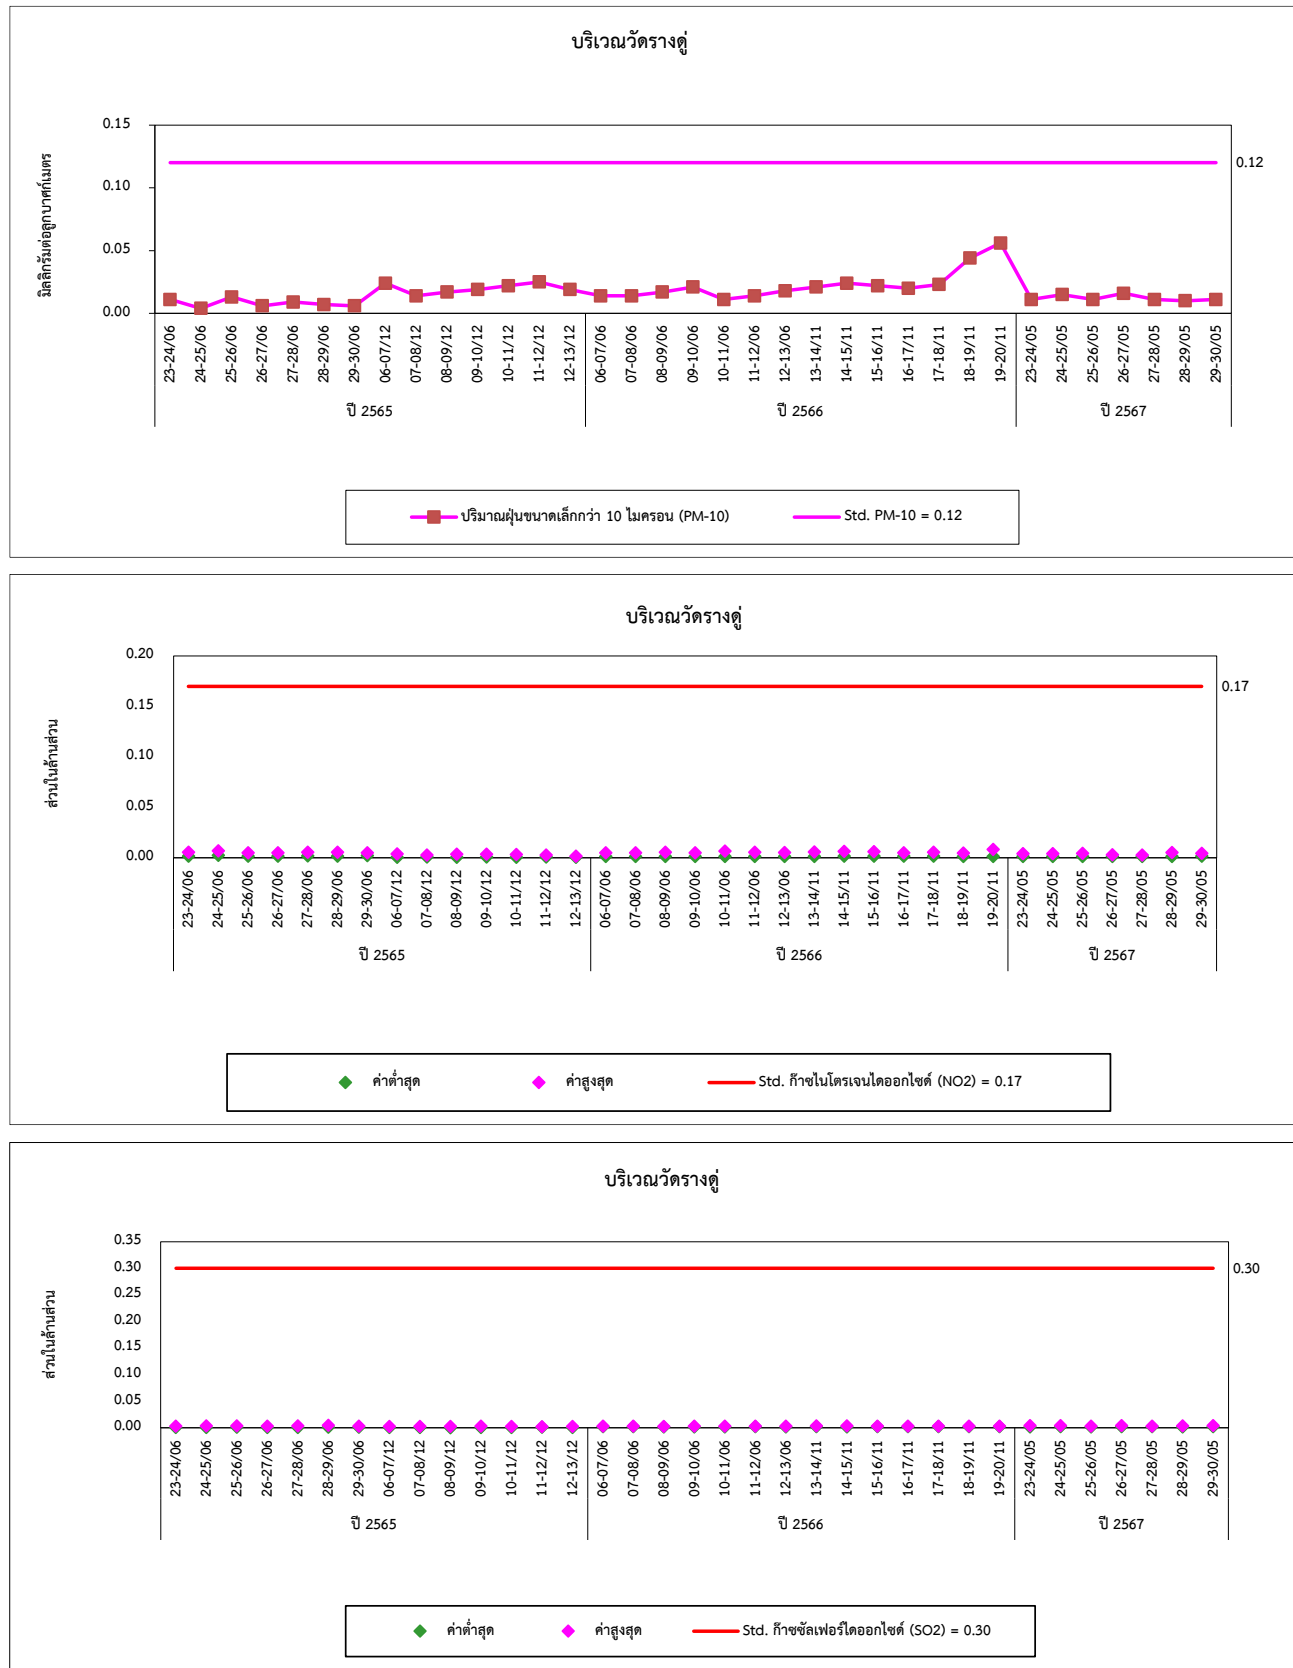 บริเวณวัดรางดู่
มิลลิกรัมต่อลูกบาศก์เมตร
0.15
0.10
0.05
0.00
0.12
23-24/06 24-25/06 25-26/06 26-27/06 27-28/06 28-29/06 29-30/06 06-07/12 07-08/12 08-09/12 09-10/12 10-11/12 11-12/12 12-13/12 06-07/06 07-08/06 08-09/06 09-10/06 10-11/06 11-12/06 12-13/06 13-14/11 14-15/11 15-16/11 16-17/11 17-18/11 18-19/11 19-20/11 23-24/05 24-25/05 25-26/05 26-27/05 27-28/05 28-29/05 29-30/05
ปี 2565 ปี 2566 ปี 2567
ปริมาณฝุ่นขนาดเล็กกว่า 10 ไมครอน (PM-10) Std. PM-10 = 0.12
บริเวณวัดรางดู่
ส่วนในล้านส่วน
0.20
0.15
0.10
0.05
0.00
0.17
23-24/06 24-25/06 25-26/06 26-27/06 27-28/06 28-29/06 29-30/06 06-07/12 07-08/12 08-09/12 09-10/12 10-11/12 11-12/12 12-13/12 06-07/06 07-08/06 08-09/06 09-10/06 10-11/06 11-12/06 12-13/06 13-14/11 14-15/11 15-16/11 16-17/11 17-18/11 18-19/11 19-20/11 23-24/05 24-25/05 25-26/05 26-27/05 27-28/05 28-29/05 29-30/05
ปี 2565 ปี 2566 ปี 2567
ค่าต่ำสุด ค่าสูงสุด Std. ก๊าซไนโตรเจนไดออกไซด์ (NO2) = 0.17
บริเวณวัดรางดู่
ส่วนในล้านส่วน
0.35
0.30
0.25
0.20
0.15
0.10
0.05
0.00
0.30
23-24/06 24-25/06 25-26/06 26-27/06 27-28/06 28-29/06 29-30/06 06-07/12 07-08/12 08-09/12 09-10/12 10-11/12 11-12/12 12-13/12 06-07/06 07-08/06 08-09/06 09-10/06 10-11/06 11-12/06 12-13/06 13-14/11 14-15/11 15-16/11 16-17/11 17-18/11 18-19/11 19-20/11 23-24/05 24-25/05 25-26/05 26-27/05 27-28/05 28-29/05 29-30/05
ปี 2565 ปี 2566 ปี 2567
ค่าต่ำสุด ค่าสูงสุด Std. ก๊าซซัลเฟอร์ไดออกไซด์ (SO2) = 0.30